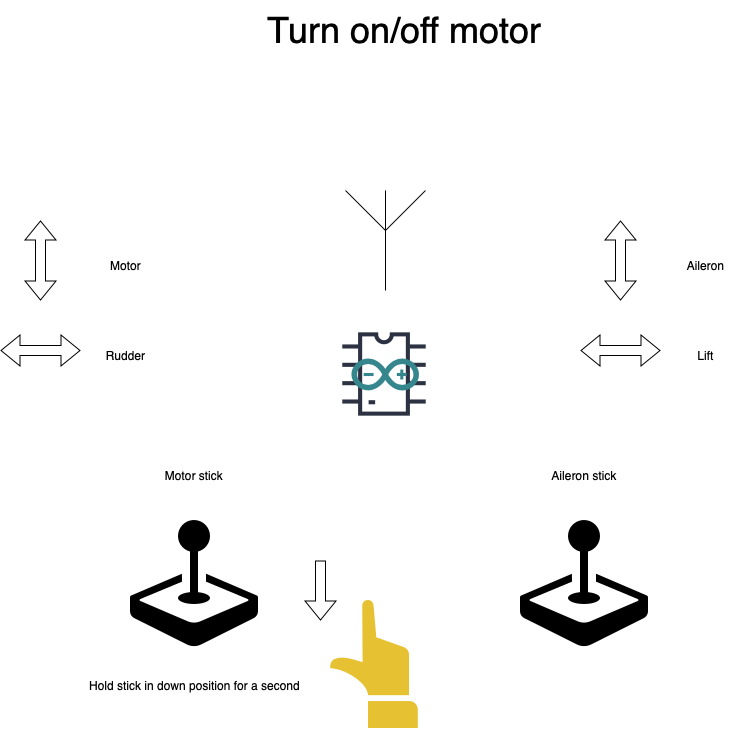 Turn on/off motor
Motor
Aileron
Rudder
Lift
Motor stick
Aileron stick
Hold stick in down position for a second